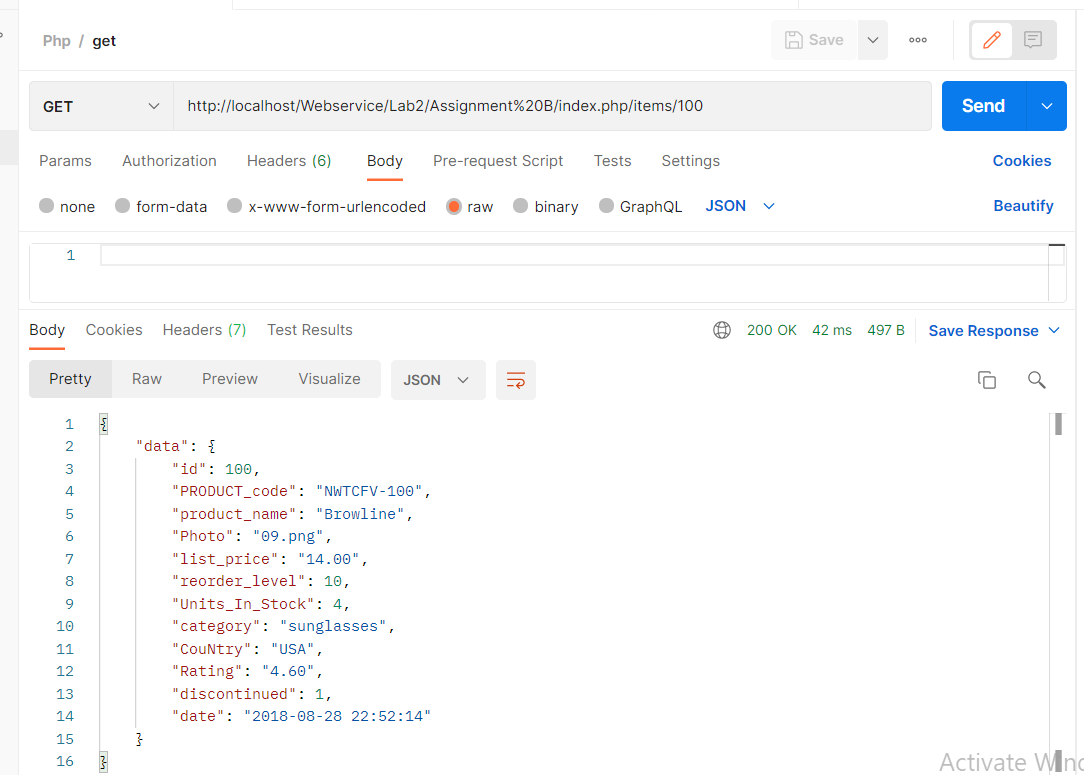 Php / get
Save
GET http://localhost/Webservice/Lab2/Assignment%20B/index.php/items/100 Send
Params Authorization Headers (6) Body Pre-request Script Tests Settings Cookies
none form-data x-www-form-urlencoded raw binary GraphQL JSON Beautify
1
Body Cookies Headers (7) Test Results 200 OK 42 ms 497 B Save Response
Pretty Raw Preview Visualize JSON
1 {
2 "data": {
3 "id": 100,
4 "PRODUCT_code": "NWTCFV-100",
5 "product_name": "Browline",
6 "Photo": "09.png",
7 "list_price": "14.00",
8 "reorder_level": 10,
9 "Units_In_Stock": 4,
10 "category": "sunglasses",
11 "CouNtry": "USA",
12 "Rating": "4.60",
13 "discontinued": 1,
14 "date": "2018-08-28 22:52:14"
15 }
16 }
Activate Wind